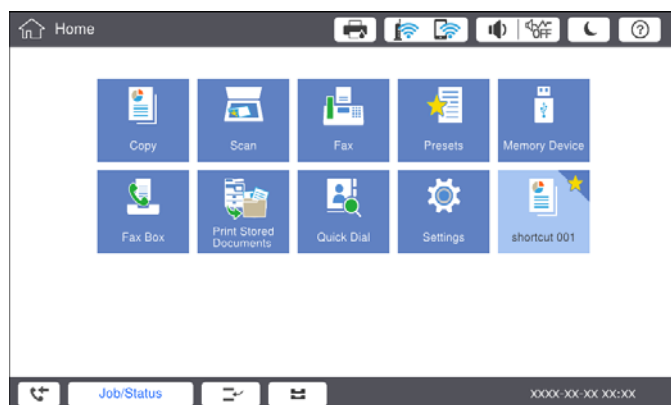 Home
OFF
?
Copy
Scan
Fax
Presets
Memory Device
Fax Box
Print Stored
Documents
Quick Dial
Settings
shortcut 001
Job/Status
XXXX-XX-XX XX:XX